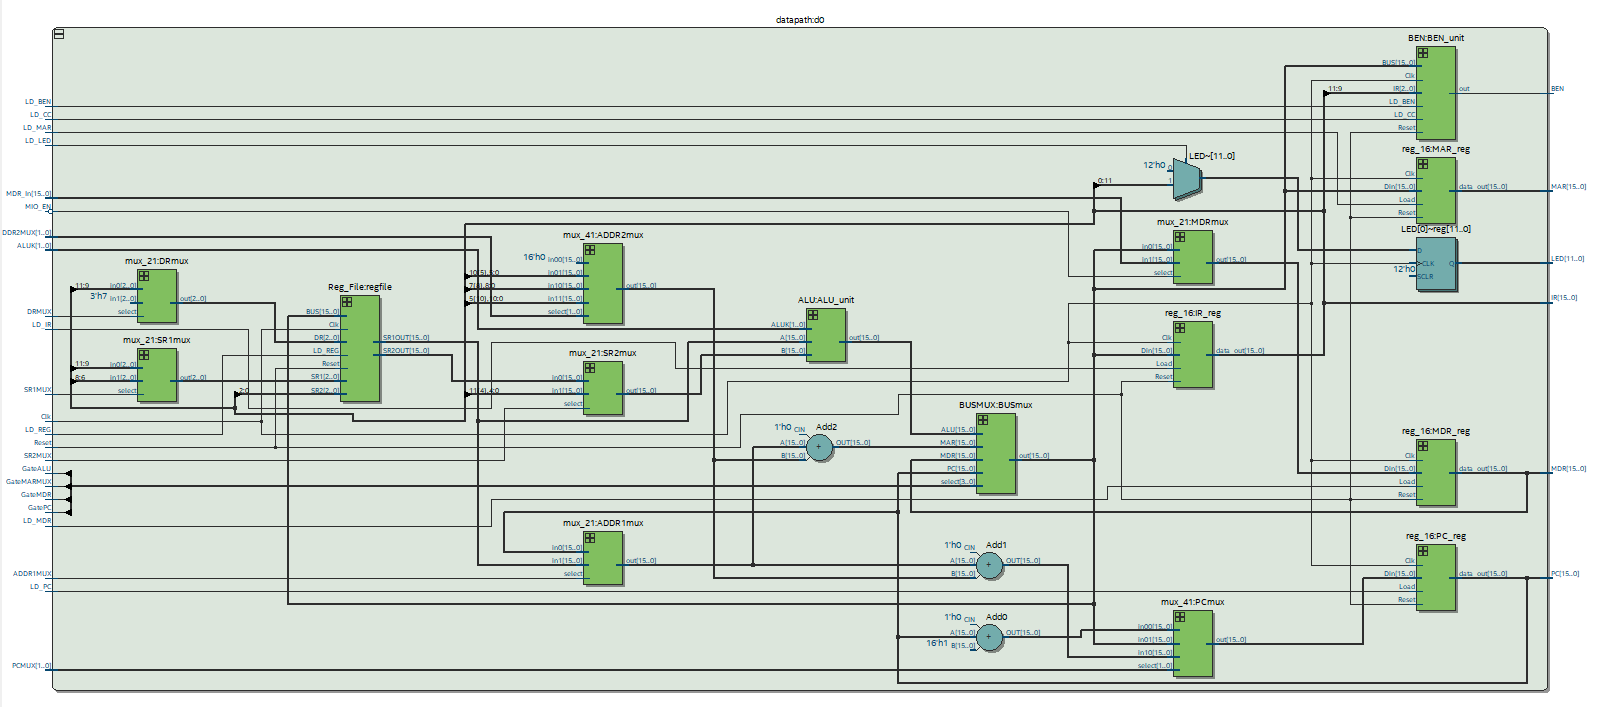 datapath:d0
LD_BEN
LD_CC
LD_MAR
LD_LED
MDR_In[15..0]
MIO_EN
DDR2MUX[1..0]
ALUK[1..0]
DRMUX
LD_IR
SR1MUX
Clk
LD_REG
Reset
SR2MUX
GateALU
GateMARMUX
GateMDR
GatePC
LD_MDR
ADDR1MUX
LD_PC
PCMUX[1..0]
mux_21:DRmux
11:9
In0[2..0]
3'h7
In1[2..0]
out[2..0]
select
mux_21:SR1mux
11:9
In0[2..0]
8:6
In1[2..0]
out[2..0]
select
2:0
Reg_File:regfile
BUS[15..0]
Clk
DR[2..0]
SR1OUT[15..0]
LD_REG
SR2OUT[15..0]
Reset
SR1[2..0]
SR2[2..0]
mux_41:ADDR2mux
16'h0
In00[15..0]
In01[15..0]
In10[15..0]
out[15..0]
In11[15..0]
select[1..0]
mux_21:SR2mux
In0[15..0]
In1[15..0]
out[15..0]
select
mux_21:ADDR1mux
In0[15..0]
In1[15..0]
out[15..0]
select
ALU:ALU_unit
ALUK[1..0]
A[15..0]
out[15..0]
B[15..0]
Add2
1'h0
CIN
A[15..0]
+
OUT[15..0]
B[15..0]
BUSMUX:BUSmux
ALU[15..0]
MAR[15..0]
MDR[15..0]
out[15..0]
PC[15..0]
select[3..0]
Add1
1'h0
CIN
A[15..0]
+
OUT[15..0]
B[15..0]
Add0
1'h0
CIN
A[15..0]
+
OUT[15..0]
16'h1
B[15..0]
LED~[11..0]
12'h0
0
0:11
1
mux_21:MDRmux
In0[15..0]
In1[15..0]
out[15..0]
select
reg_16:IR_reg
Clk
Din[15..0]
data_out[15..0]
Load
Reset
mux_41:PCmux
In00[15..0]
In01[15..0]
out[15..0]
In10[15..0]
select[1..0]
BEN:BEN_unit
BUS[15..0]
Clk
11:9
IR[2..0]
out
LD_BEN
LD_CC
Reset
reg_16:MAR_reg
Clk
Din[15..0]
data_out[15..0]
Load
Reset
LED[0]~reg[11..0]
D
CLK
Q
12'h0
SCLR
reg_16:MDR_reg
Clk
Din[15..0]
data_out[15..0]
Load
Reset
reg_16:PC_reg
Clk
Din[15..0]
data_out[15..0]
Load
Reset
BEN
MAR[15..0]
LED[11..0]
IR[15..0]
MDR[15..0]
PC[15..0]